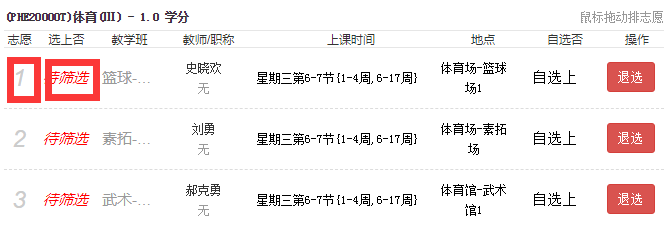 (PHE20000T)体育(III) - 1.0 学分 鼠标拖动排志愿
志愿 选上否 教学班 教师/职称 上课时间 地点 自选否 操作
1 待筛选 篮球-... 史晓欢 无 星期三第6-7节{1-4周,6-17周} 体育场-篮球场1 自选上 退选
2 待筛选 素拓-... 刘勇 无 星期三第6-7节{1-4周,6-17周} 体育场-素拓场 自选上 退选
3 待筛选 武术-... 郝克勇 无 星期三第6-7节{1-4周,6-17周} 体育馆-武术馆1 自选上 退选